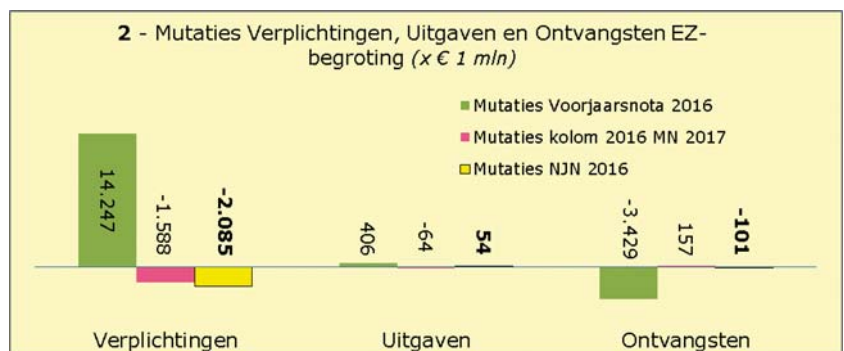 2 - Mutaties Verplichtingen, Uitgaven en Ontvangsten EZ-
begroting (x € 1 mln)
Mutaties Voorjaarsnota 2016
Mutaties kolom 2016 MN 2017
Mutaties NJN 2016
14.247
-1.588
-2.085
406
-64
54
-3.429
157
-101
Verplichtingen
Uitgaven
Ontvangsten